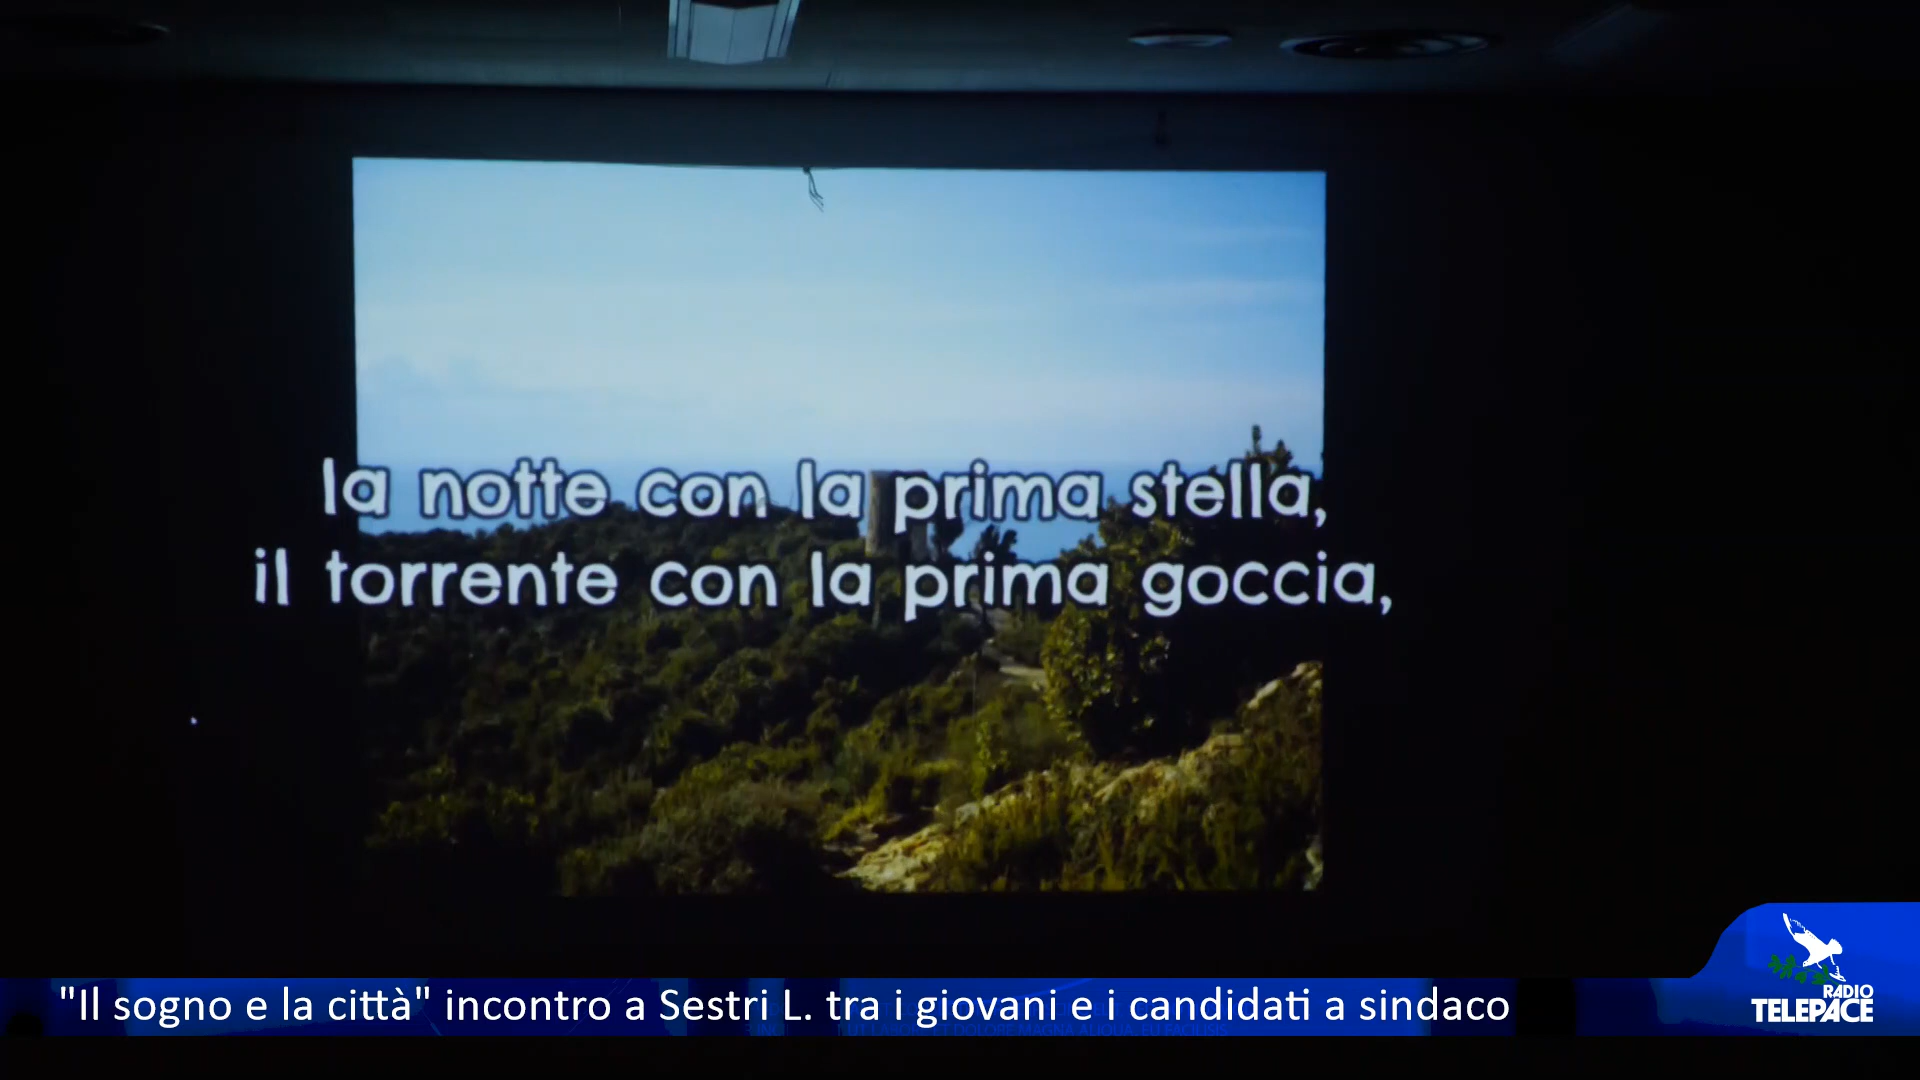 la notte con la prima stella,
il torrente con la prima goccia,
"Il sogno e la città" incontro a Sestri L. tra i giovani e i candidati a sindaco
RADIO
TELEPACE